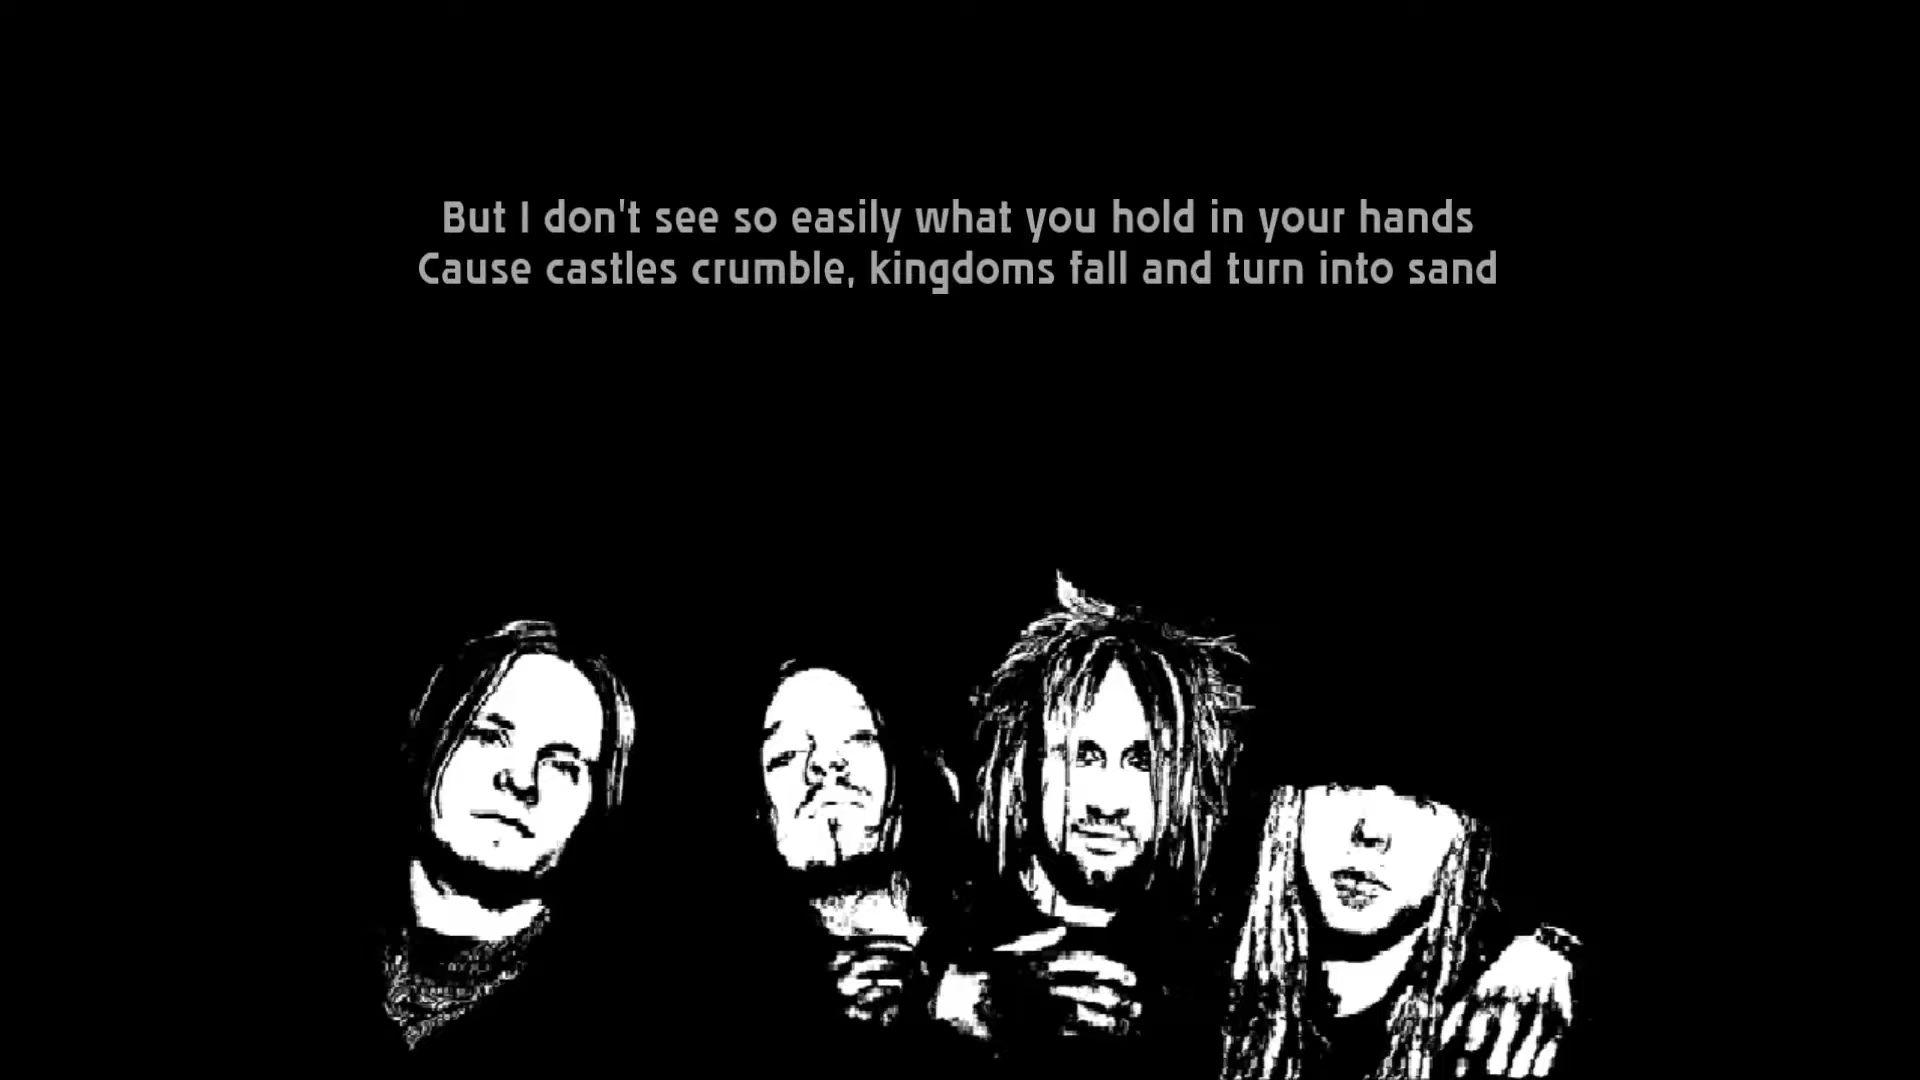 But I don't see so easily what you hold in your hands
Cause castles crumble, kingdoms fall and turn into sand